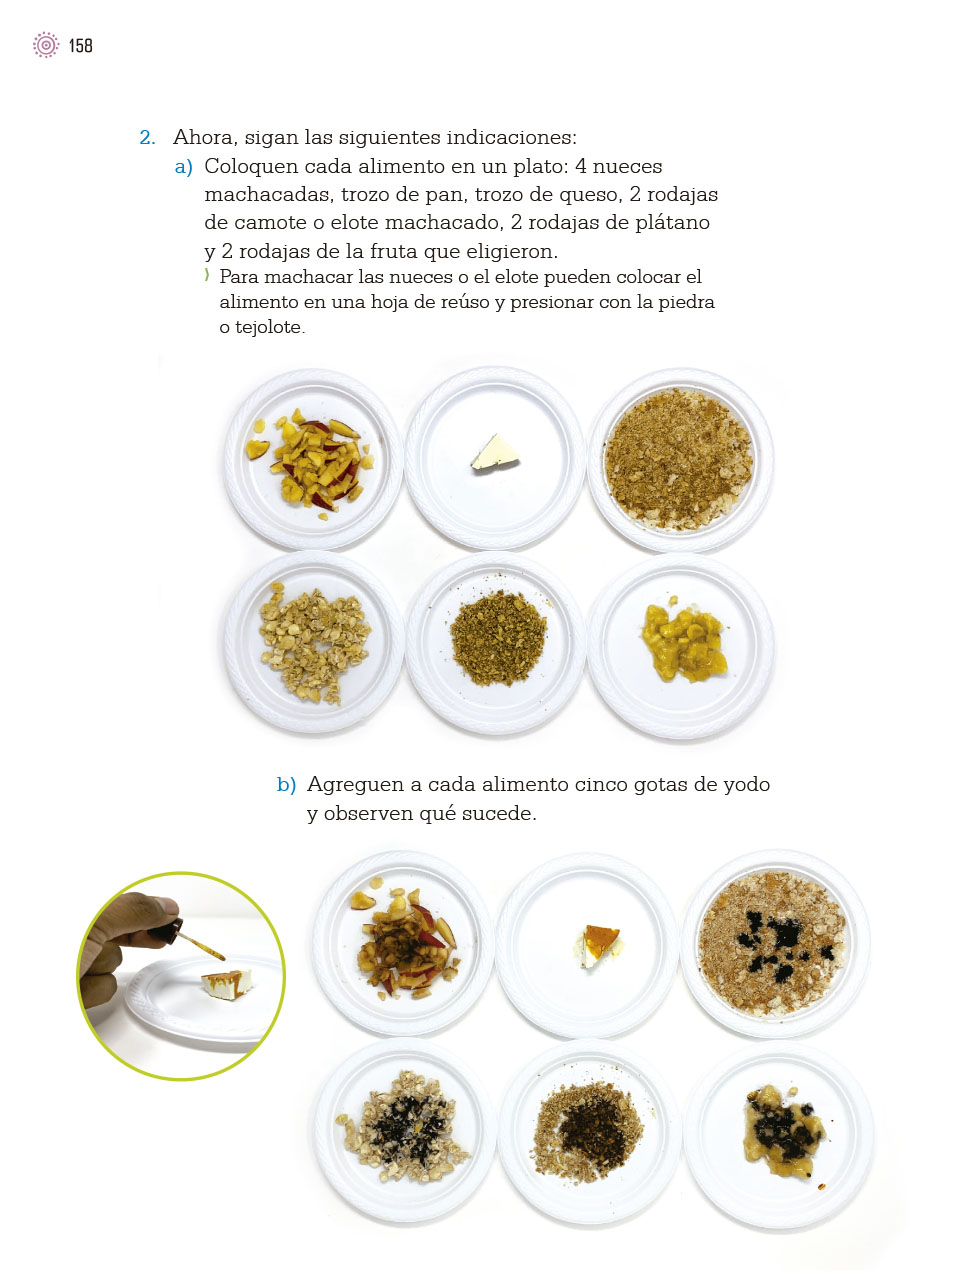 158
2. Ahora, sigan las siguientes indicaciones:
a) Coloquen cada alimento en un plato: 4 nueces
machacadas, trozo de pan, trozo de queso, 2 rodajas
de camote o elote machacado, 2 rodajas de plátano
y 2 rodajas de la fruta que eligieron.
⟩ Para machacar las nueces o el elote pueden colocar el
alimento en una hoja de reúso y presionar con la piedra
o tejolote.
b) Agreguen a cada alimento cinco gotas de yodo
y observen qué sucede.